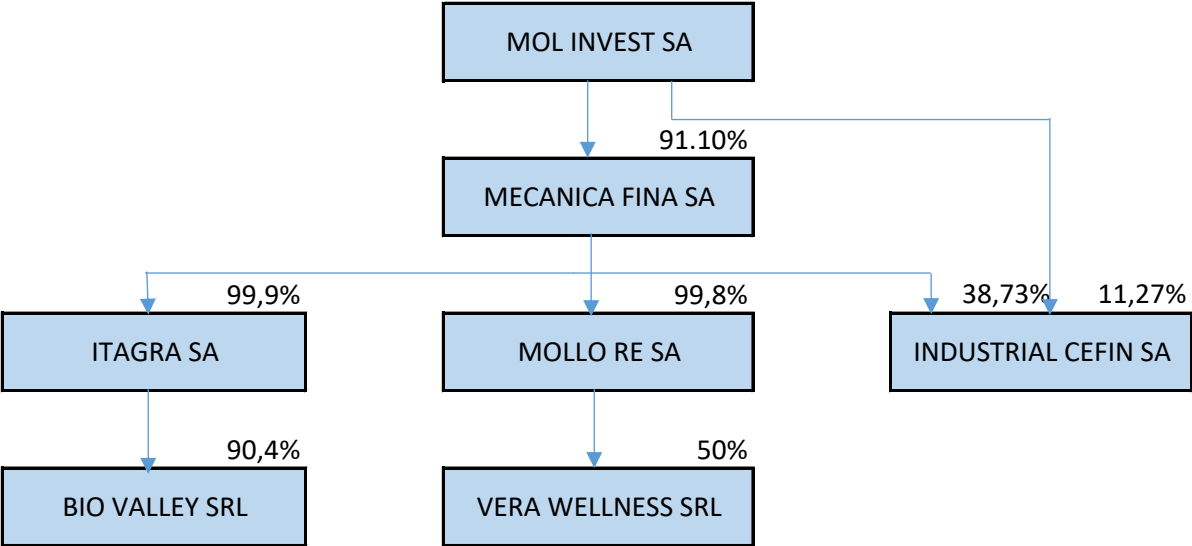 MOL INVEST SA
91.10%
MECANICA FINA SA
99,9%
99,8%
38,73%
11,27%
ITAGRA SA
MOLLO RE SA
INDUSTRIAL CEFIN SA
90,4%
50%
BIO VALLEY SRL
VERA WELLNESS SRL